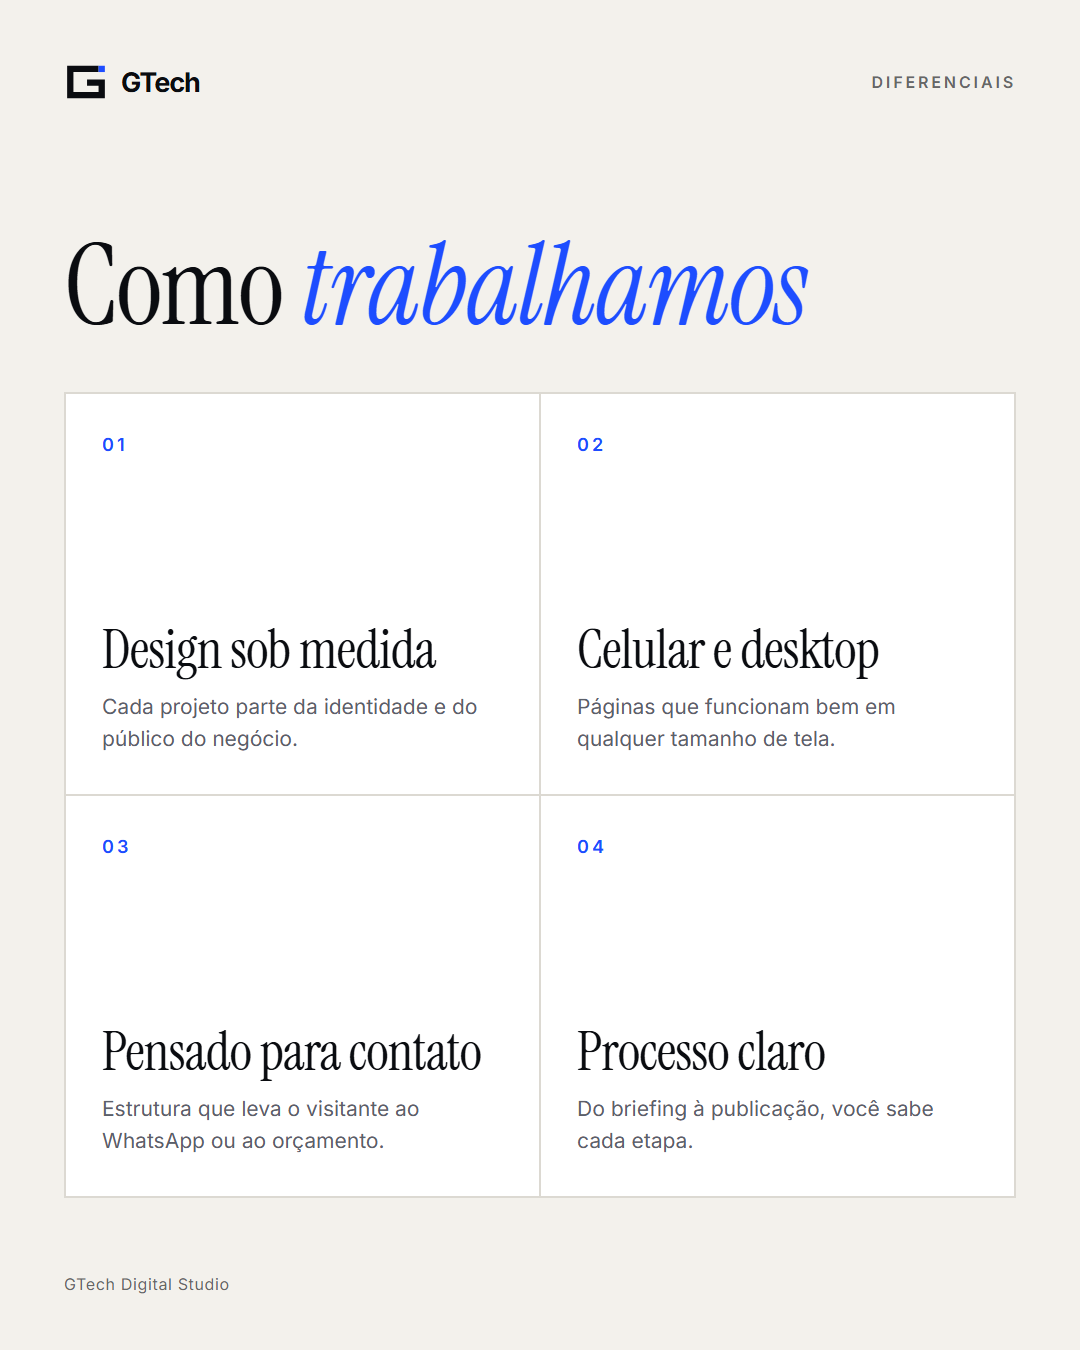 GTech
DIFERENCIAIS
Como trabalhamos
01
Design sob medida
Cada projeto parte da identidade e do
público do negócio.
02
Celular e desktop
Páginas que funcionam bem em
qualquer tamanho de tela.
03
Pensado para contato
Estrutura que leva o visitante ao
WhatsApp ou ao orçamento.
04
Processo claro
Do briefing à publicação, você sabe
cada etapa.
GTech Digital Studio